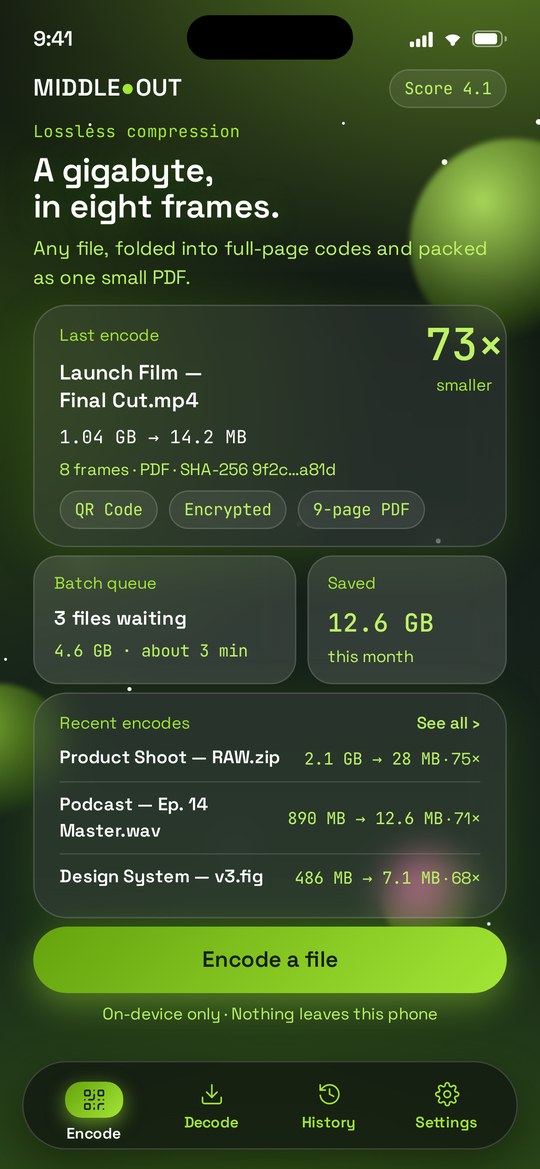 9:41
MIDDLE●OUT
Score 4.1
Lossless compression
A gigabyte,
in eight frames.
Any file, folded into full-page codes and packed
as one small PDF.
Last encode
73×
smaller
Launch Film —
Final Cut.mp4
1.04 GB → 14.2 MB
8 frames · PDF · SHA-256 9f2c…a81d
QR Code
Encrypted
9-page PDF
Batch queue
3 files waiting
4.6 GB · about 3 min
Saved
12.6 GB
this month
Recent encodes
See all >
Product Shoot — RAW.zip 2.1 GB → 28 MB · 75×
Podcast — Ep. 14
Master.wav
890 MB → 12.6 MB · 71×
Design System — v3.fig 486 MB → 7.1 MB · 68×
Encode a file
On-device only · Nothing leaves this phone
Encode
Decode
History
Settings